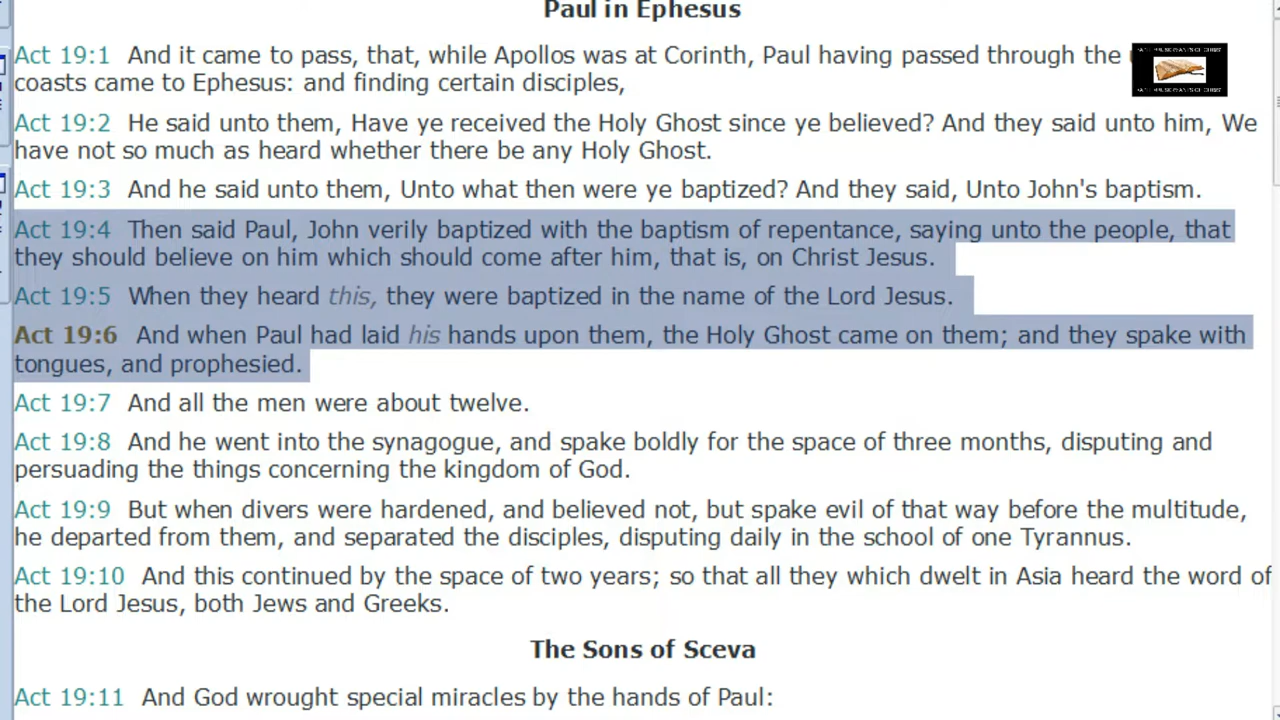 Paul in Ephesus
Act 19:1 And it came to pass, that, while Apollos was at Corinth, Paul having passed through the
coasts came to Ephesus: and finding certain disciples,
Act 19:2 He said unto them, Have ye received the Holy Ghost since ye believed? And they said unto him, We
have not so much as heard whether there be any Holy Ghost.
Act 19:3 And he said unto them, Unto what then were ye baptized? And they said, Unto John's baptism.
Act 19:4 Then said Paul, John verily baptized with the baptism of repentance, saying unto the people, that
they should believe on him which should come after him, that is, on Christ Jesus.
Act 19:5 When they heard this, they were baptized in the name of the Lord Jesus.
Act 19:6 And when Paul had laid his hands upon them, the Holy Ghost came on them; and they spake with
tongues, and prophesied.
Act 19:7 And all the men were about twelve.
Act 19:8 And he went into the synagogue, and spake boldly for the space of three months, disputing and
persuading the things concerning the kingdom of God.
Act 19:9 But when divers were hardened, and believed not, but spake evil of that way before the multitude,
he departed from them, and separated the disciples, disputing daily in the school of one Tyrannus.
Act 19:10 And this continued by the space of two years; so that all they which dwelt in Asia heard the word of
the Lord Jesus, both Jews and Greeks.
The Sons of Sceva
Act 19:11 And God wrought special miracles by the hands of Paul: